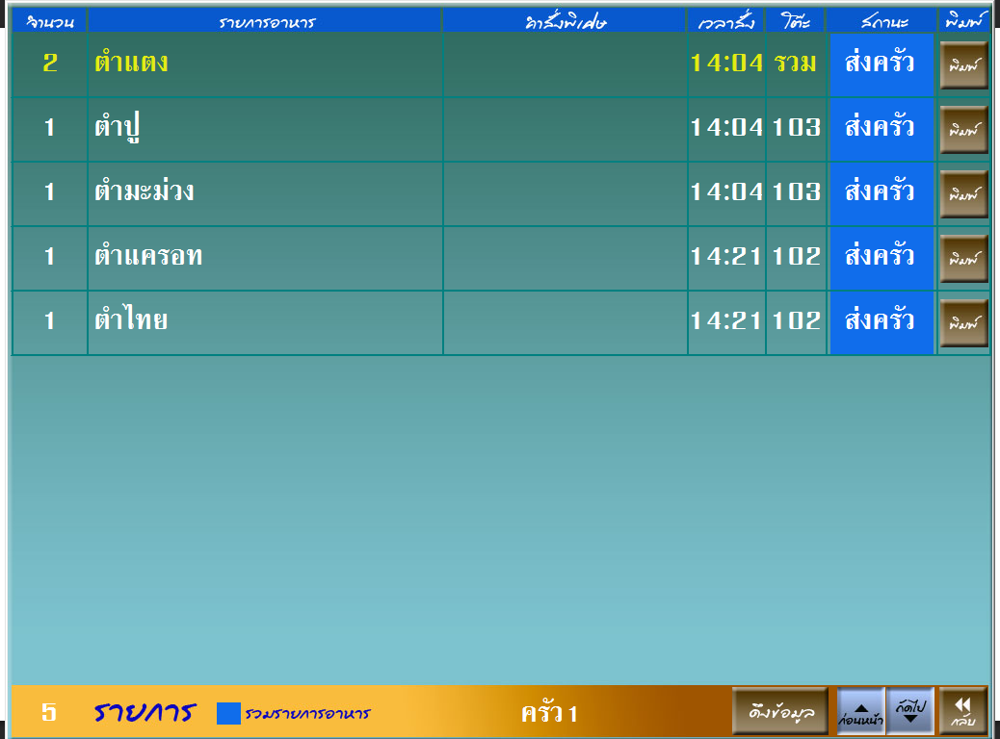 จำนวน รายการอาหาร คำสั่งพิเศษ เวลาสั่ง โต๊ะ สถานะ พิมพ์
2 ตำแตง 14:04 รวม ส่งครัว พิมพ์
1 ตำปู 14:04 103 ส่งครัว พิมพ์
1 ตำมะม่วง 14:04 103 ส่งครัว พิมพ์
1 ตำแครอท 14:21 102 ส่งครัว พิมพ์
1 ตำไทย 14:21 102 ส่งครัว พิมพ์
5 รายการ รวมรายการอาหาร ครัว 1 ดึงข้อมูล ก่อนหน้า ถัดไป กลับ